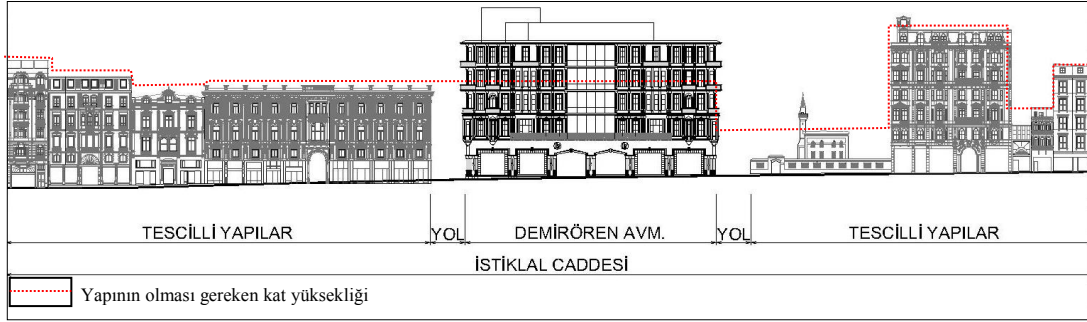 TESCİLLİ YAPILAR YOL DEMİRÖREN AVM. YOL TESCİLLİ YAPILAR
İSTİKLAL CADDESİ
Yapının olması gereken kat yüksekliği